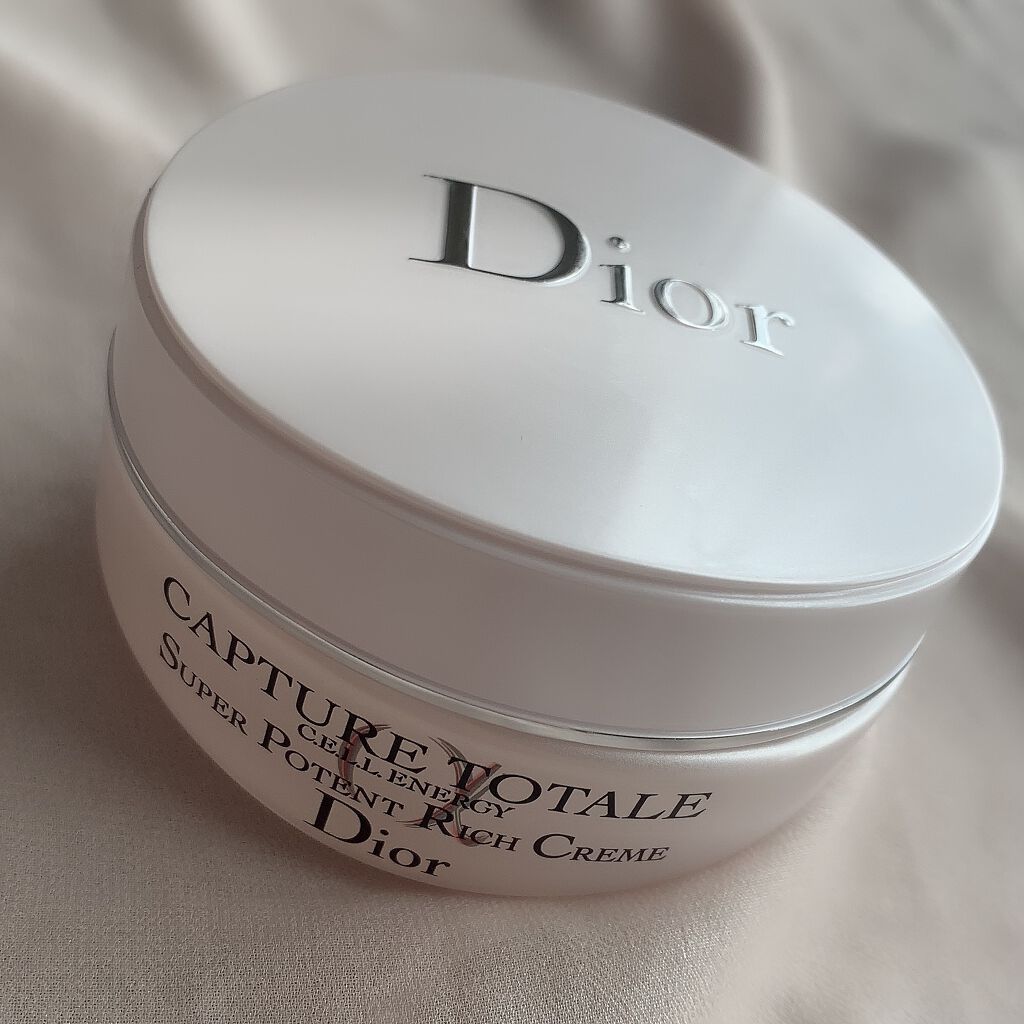 Dior
CAPTURE TOTALE
C.E.L.L. ENERGY
SUPER POTENT RICH CREME
Dior